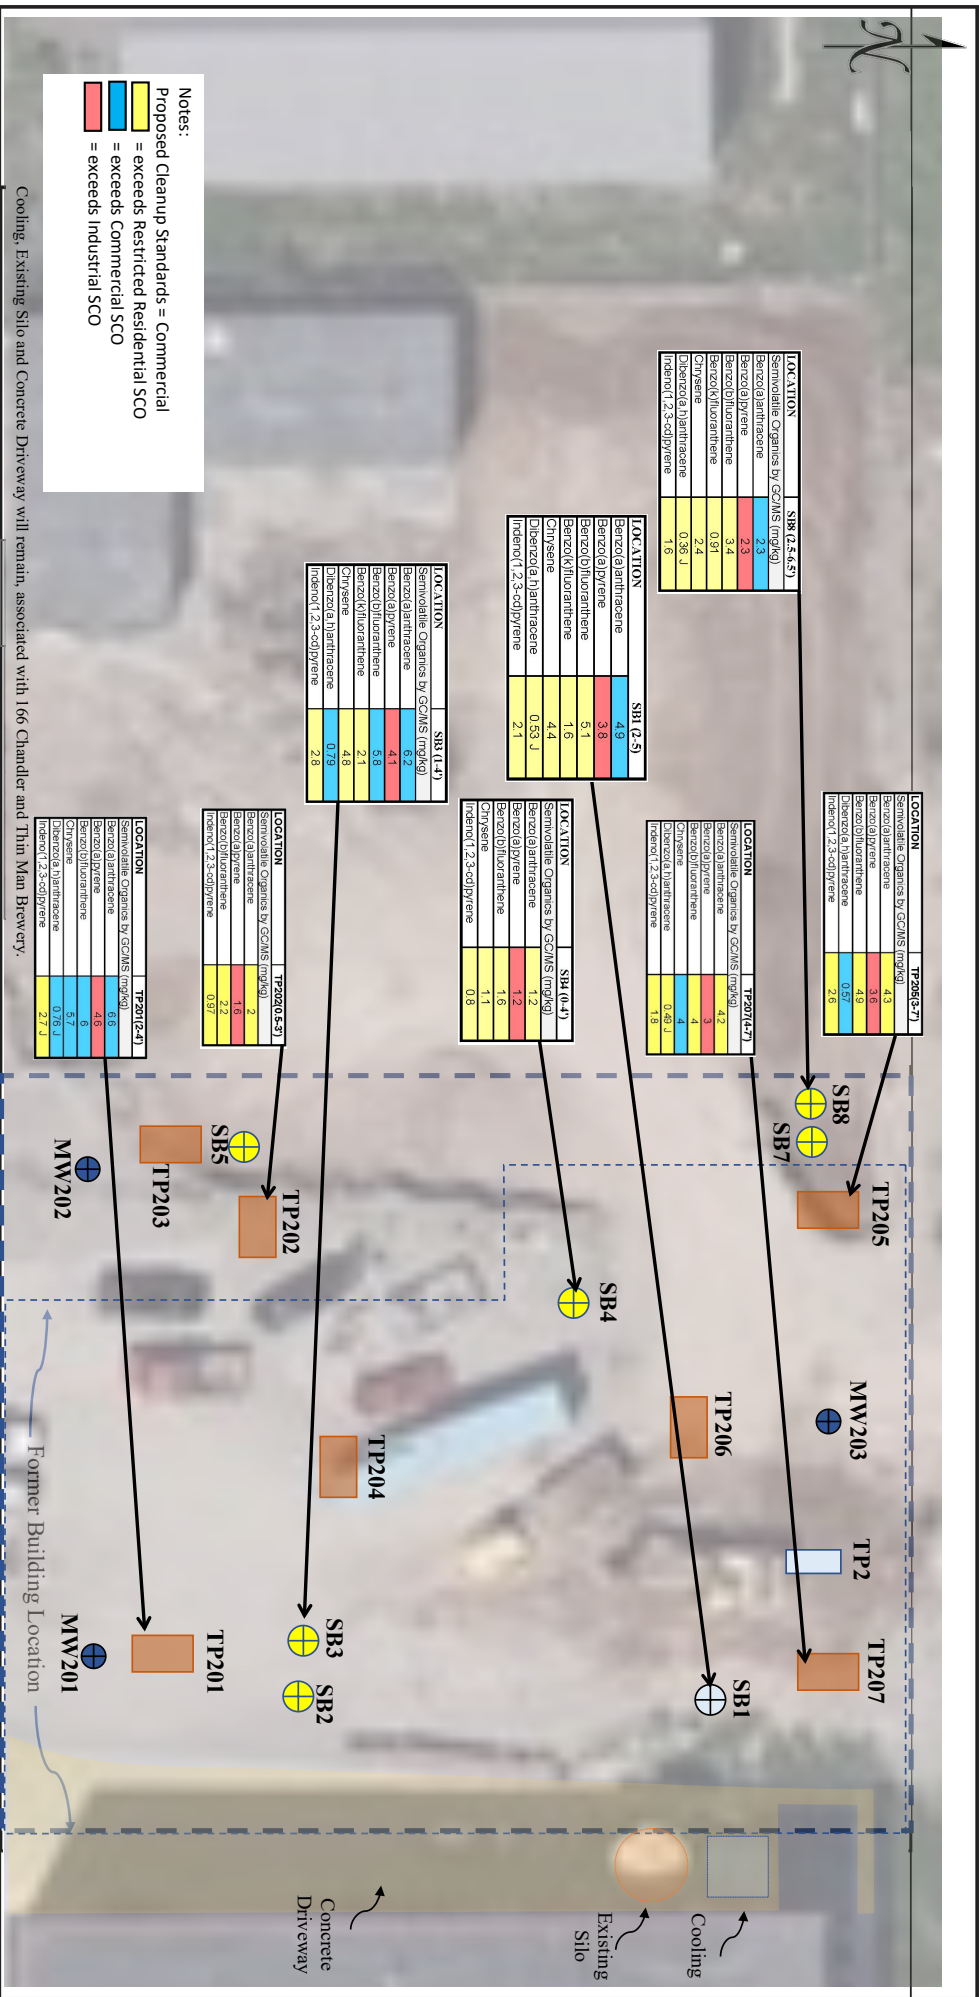 N
Notes:
Proposed Cleanup Standards = Commercial
= exceeds Restricted Residential SCO
= exceeds Commercial SCO
= exceeds Industrial SCO
LOCATION SB8 (2.5-6.5')
Semivolatile Organics by GC/MS (mg/kg)
Benzo(a)anthracene 2.3
Benzo(a)pyrene 2.3
Benzo(b)fluoranthene 3.4
Benzo(k)fluoranthene 0.91
Chrysene 2.4
Dibenzo(a,h)anthracene 0.36 J
Indeno(1,2,3-cd)pyrene 1.6
LOCATION SB1 (2-5)
Benzo(a)anthracene 4.9
Benzo(a)pyrene 3.8
Benzo(b)fluoranthene 5.1
Benzo(k)fluoranthene 1.6
Chrysene 4.4
Dibenzo(a,h)anthracene 0.53 J
Indeno(1,2,3-cd)pyrene 2.1
LOCATION SB3 (1-4')
Semivolatile Organics by GC/MS (mg/kg)
Benzo(a)anthracene 6.2
Benzo(a)pyrene 4.1
Benzo(b)fluoranthene 5.8
Benzo(k)fluoranthene 2.1
Chrysene 4.8
Dibenzo(a,h)anthracene 0.79
Indeno(1,2,3-cd)pyrene 2.8
LOCATION TP205(3-7')
Semivolatile Organics by GC/MS (mg/kg)
Benzo(a)anthracene 4.3
Benzo(a)pyrene 3.6
Benzo(b)fluoranthene 4.9
Dibenzo(a,h)anthracene 0.57
Indeno(1,2,3-cd)pyrene 2.6
LOCATION TP207(4-7')
Semivolatile Organics by GC/MS (mg/kg)
Benzo(a)anthracene 4.2
Benzo(a)pyrene 3
Benzo(b)fluoranthene 4
Chrysene 4
Dibenzo(a,h)anthracene 0.49 J
Indeno(1,2,3-cd)pyrene 1.8
LOCATION SB4 (0-4')
Semivolatile Organics by GC/MS (mg/kg)
Benzo(a)anthracene 1.2
Benzo(a)pyrene 1.2
Benzo(b)fluoranthene 1.6
Chrysene 1.1
Indeno(1,2,3-cd)pyrene 0.8
LOCATION TP202(0.5-3')
Semivolatile Organics by GC/MS (mg/kg)
Benzo(a)anthracene 2
Benzo(a)pyrene 1.6
Benzo(b)fluoranthene 2.2
Indeno(1,2,3-cd)pyrene 0.97
LOCATION TP201(2-4')
Semivolatile Organics by GC/MS (mg/kg)
Benzo(a)anthracene 6.6
Benzo(a)pyrene 4.6
Benzo(b)fluoranthene 6
Chrysene 5.7
Dibenzo(a,h)anthracene 0.76 J
Indeno(1,2,3-cd)pyrene 2.7 J
SB8
SB7
TP205
MW203
TP2
TP207
TP206
SB1
SB4
TP202
SB5
TP203
MW202
TP204
SB3
SB2
TP201
MW201
Former Building Location
Cooling
Existing
Silo
Concrete
Driveway
Cooling, Existing Silo and Concrete Driveway will remain, associated with 166 Chandler and Thin Man Brewery.